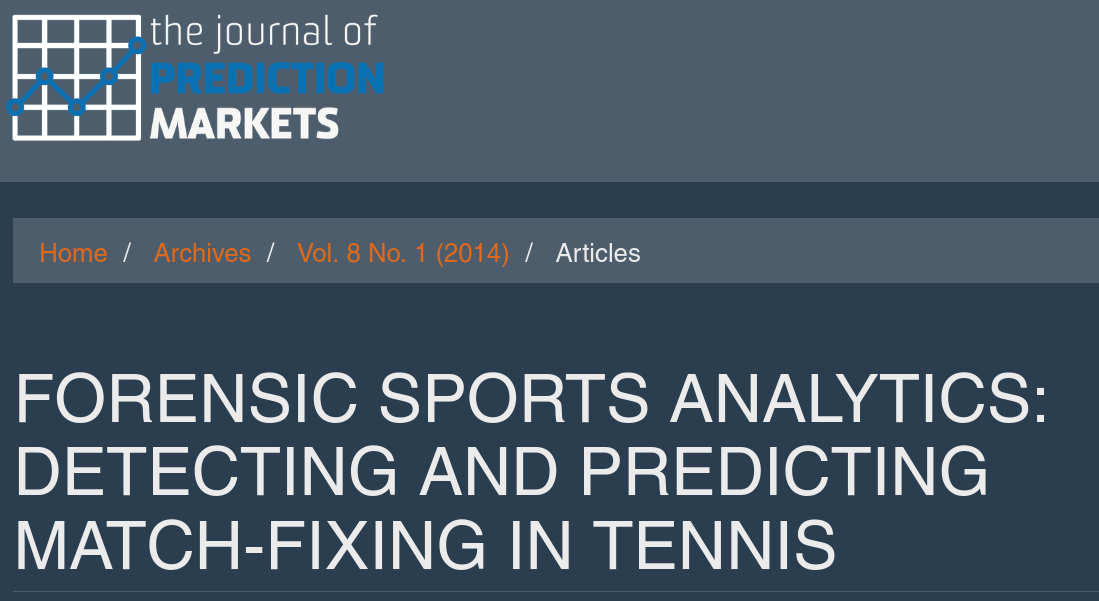 the journal of
PREDICTION
MARKETS
Home / Archives / Vol. 8 No. 1 (2014) / Articles
FORENSIC SPORTS ANALYTICS:
DETECTING AND PREDICTING
MATCH-FIXING IN TENNIS